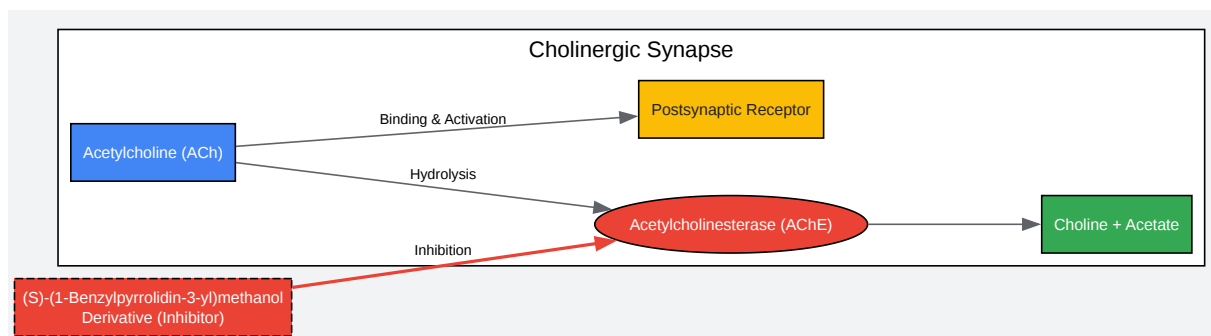 Cholinergic Synapse
Postsynaptic Receptor
Binding & Activation
Acetylcholine (ACh)
Hydrolysis
Acetylcholinesterase (AChE)
Choline + Acetate
Inhibition
(S)-(1-Benzylpyrrolidin-3-yl)methanol
Derivative (Inhibitor)